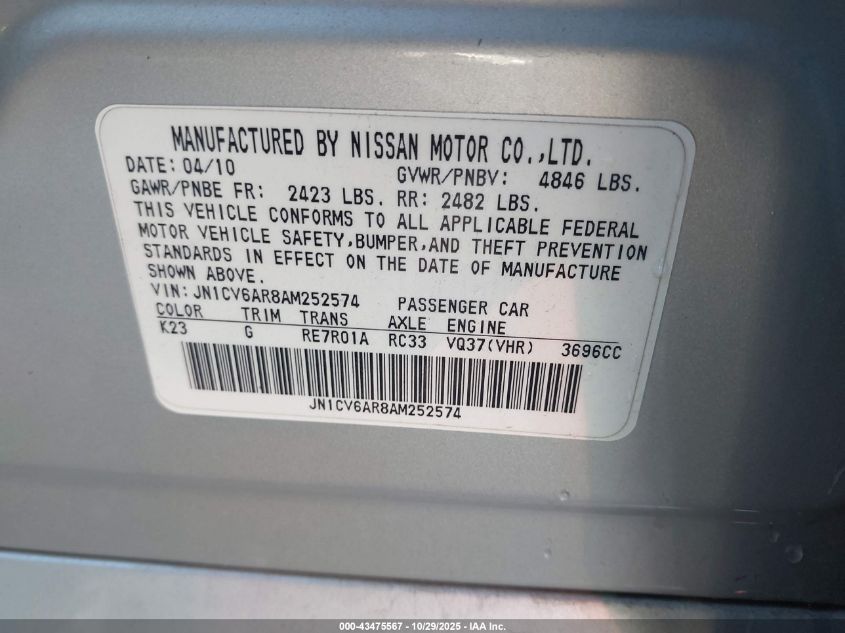 MANUFACTURED BY NISSAN MOTOR CO.,LTD.
DATE: 04/10 GVWR/PNBV: 4846 LBS.
GAWR/PNBE FR: 2423 LBS. RR: 2482 LBS.
THIS VEHICLE CONFORMS TO ALL APPLICABLE FEDERAL
MOTOR VEHICLE SAFETY,BUMPER,AND THEFT PREVENTION
STANDARDS IN EFFECT ON THE DATE OF MANUFACTURE
SHOWN ABOVE.
VIN: JN1CV6AR8AM252574 PASSENGER CAR
COLOR TRIM TRANS AXLE ENGINE
K23 G RE7R01A RC33 VQ37(VHR) 3696CC
JN1CV6AR8AM252574
000-43475567 - 10/29/2025 - IAA Inc.